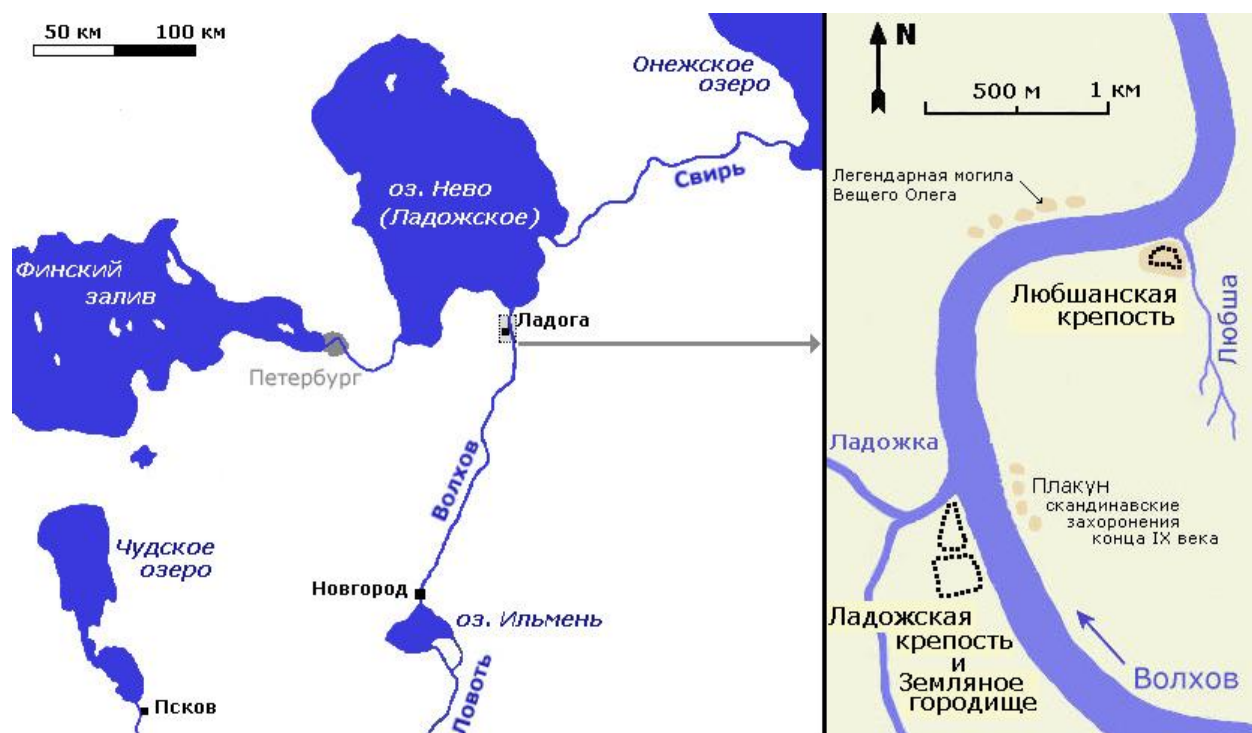 50 км 100 км
Онежское
озеро
Свирь
оз. Нево
(Ладожское)
Финский
залив
Ладога
Петербург
Волхов
Чудское
озеро
Новгород
оз. Ильмень
Ловоть
Псков
N
500 м 1 км
Легендарная могила
Вещего Олега
Любшанская
крепость
Любша
Ладожка
Плакун
скандинавские
захоронения
конца IX века
Ладожская
крепость
и
Земляное
городище
Волхов